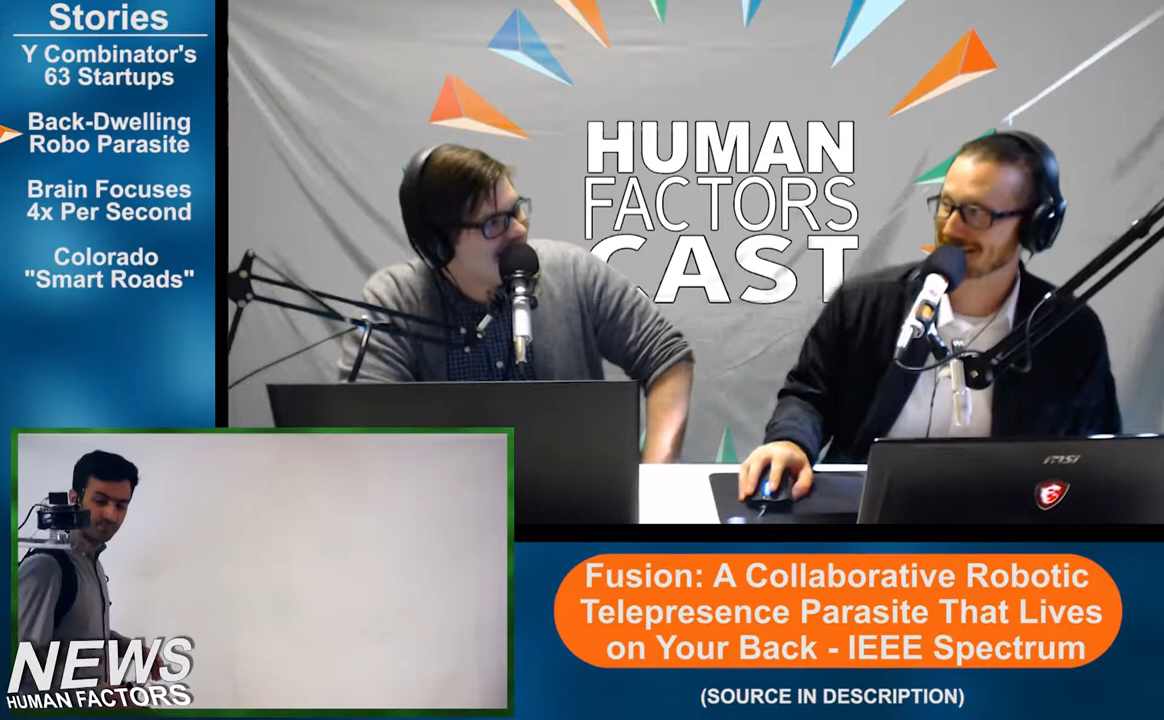 Stories
Y Combinator's
63 Startups
Back-Dwelling
Robo Parasite
Brain Focuses
4x Per Second
Colorado
"Smart Roads"
HUMAN
FACTORS
CAST
msi
NEWS
HUMAN FACTORS
Fusion: A Collaborative Robotic
Telepresence Parasite That Lives
on Your Back - IEEE Spectrum
(SOURCE IN DESCRIPTION)